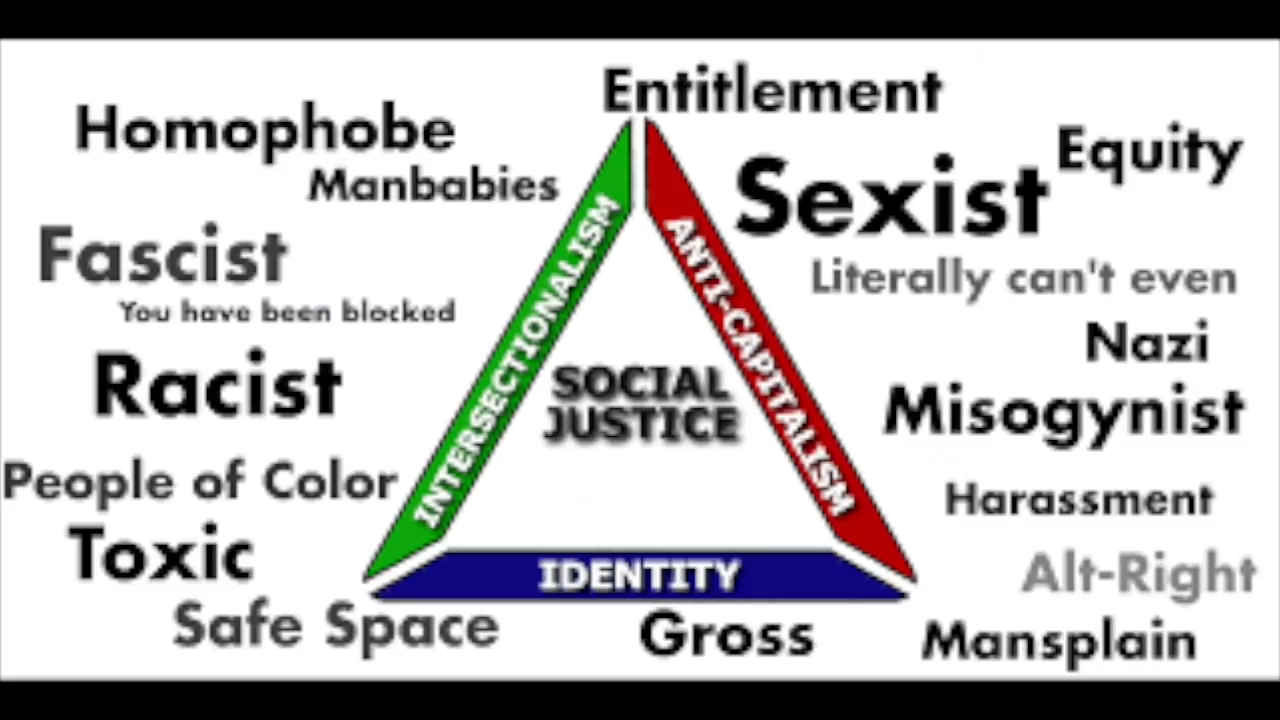 Entitlement
Homophobe
Equity
Manbabies
Sexist
Fascist
Literally can't even
You have been blocked
INTERSECTIONALISM
ANTI-CAPITALISM
Nazi
Racist
SOCIAL
JUSTICE
Misogynist
People of Color
Harassment
Toxic
IDENTITY
Alt-Right
Safe Space
Gross
Mansplain